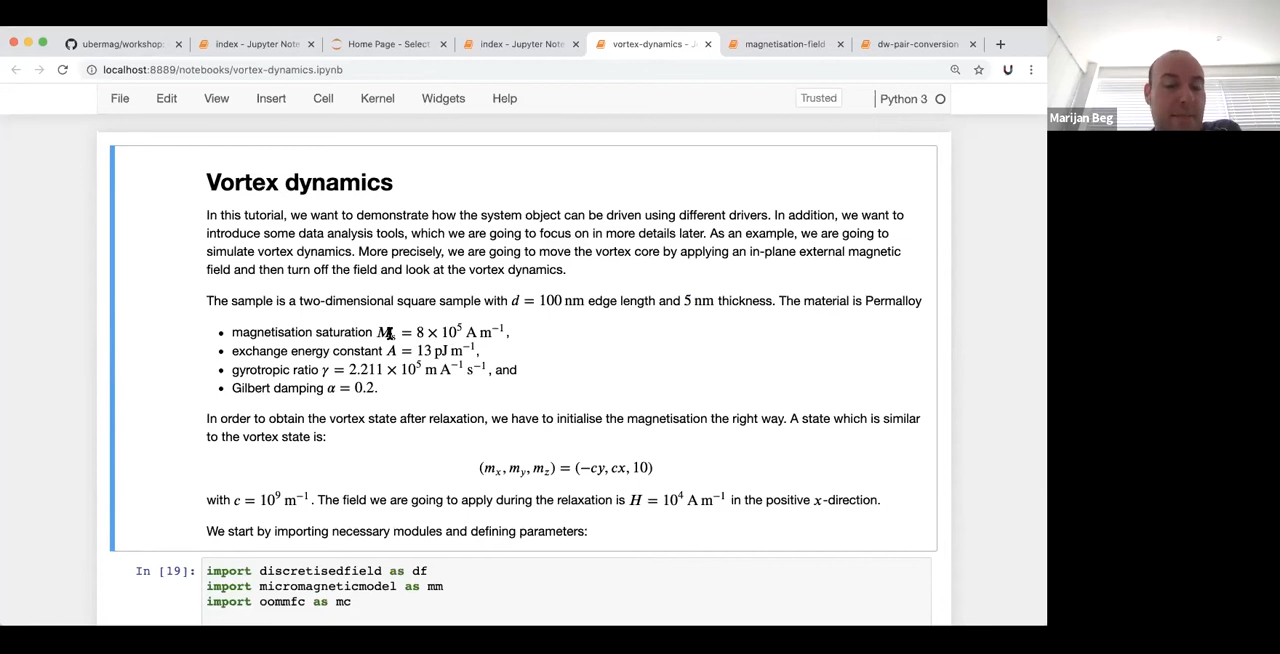 ubermag/workshop:
index - Jupyter Note
Home Page - Select
index - Jupyter Note
vortex-dynamics - J
magnetisation-field
dw-pair-conversion
localhost:8889/notebooks/vortex-dynamics.ipynb
File Edit View Insert Cell Kernel Widgets Help
Trusted
Python 3
Marijan Beg
Vortex dynamics
In this tutorial, we want to demonstrate how the system object can be driven using different drivers. In addition, we want to
introduce some data analysis tools, which we are going to focus on in more details later. As an example, we are going to
simulate vortex dynamics. More precisely, we are going to move the vortex core by applying an in-plane external magnetic
field and then turn off the field and look at the vortex dynamics.
The sample is a two-dimensional square sample with d = 100 nm edge length and 5 nm thickness. The material is Permalloy
• magnetisation saturation Mₛ = 8 × 10⁵ A m⁻¹,
• exchange energy constant A = 13 pJ m⁻¹,
• gyrotropic ratio γ = 2.211 × 10⁵ m A⁻¹ s⁻¹, and
• Gilbert damping α = 0.2.
In order to obtain the vortex state after relaxation, we have to initialise the magnetisation the right way. A state which is similar
to the vortex state is:
(mₓ, m_y, m_z) = (−cy, cx, 10)
with c = 10⁹ m⁻¹. The field we are going to apply during the relaxation is H = 10⁴ A m⁻¹ in the positive x-direction.
We start by importing necessary modules and defining parameters:
In [19]: import discretisedfield as df
import micromagneticmodel as mm
import oommfc as mc